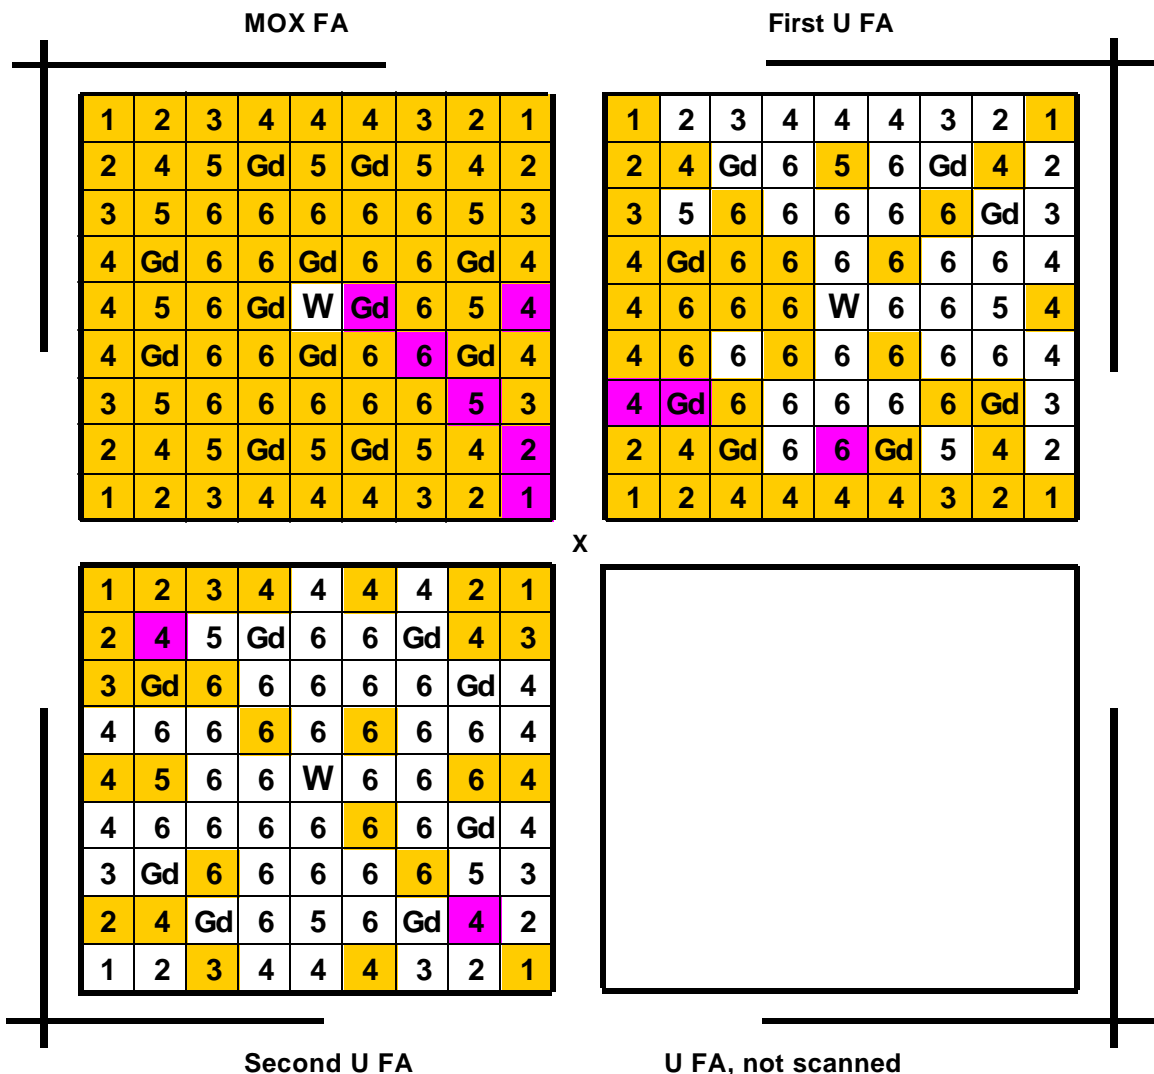 MOX FA
First U FA
1 2 3 4 4 4 3 2 1
2 4 5 Gd 5 Gd 5 4 2
3 5 6 6 6 6 6 5 3
4 Gd 6 6 Gd 6 6 Gd 4
4 5 6 Gd W Gd 6 5 4
4 Gd 6 6 Gd 6 6 Gd 4
3 5 6 6 6 6 6 5 3
2 4 5 Gd 5 Gd 5 4 2
1 2 3 4 4 4 3 2 1
1 2 3 4 4 4 3 2 1
2 4 Gd 6 5 6 Gd 4 2
3 5 6 6 6 6 6 Gd 3
4 Gd 6 6 6 6 6 6 4
4 6 6 6 W 6 6 5 4
4 6 6 6 6 6 6 6 4
4 Gd 6 6 6 6 6 Gd 3
2 4 Gd 6 6 Gd 5 4 2
1 2 4 4 4 4 3 2 1
X
1 2 3 4 4 4 4 2 1
2 4 5 Gd 6 6 Gd 4 3
3 Gd 6 6 6 6 6 Gd 4
4 6 6 6 6 6 6 6 4
4 5 6 6 W 6 6 6 4
4 6 6 6 6 6 6 Gd 4
3 Gd 6 6 6 6 6 5 3
2 4 Gd 6 5 6 Gd 4 2
1 2 3 4 4 4 3 2 1
Second U FA
U FA, not scanned